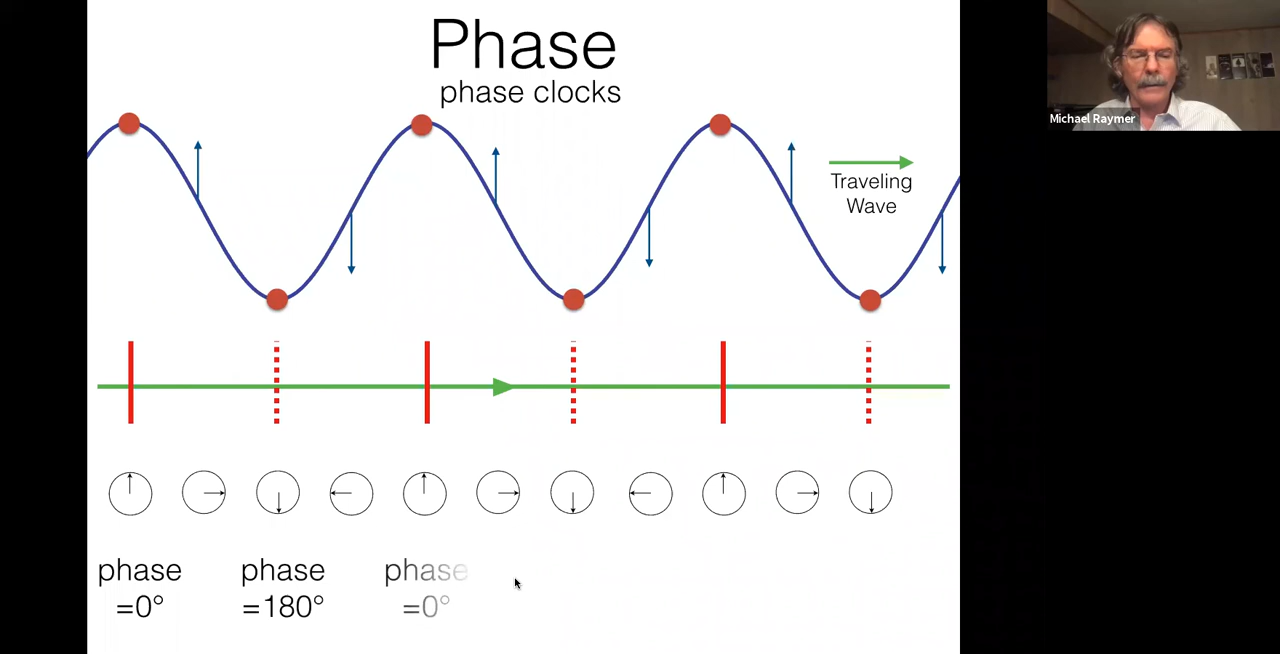 Phase
phase clocks
Michael Raymer
Traveling
Wave
phase phase phase
=0° =180° =0°